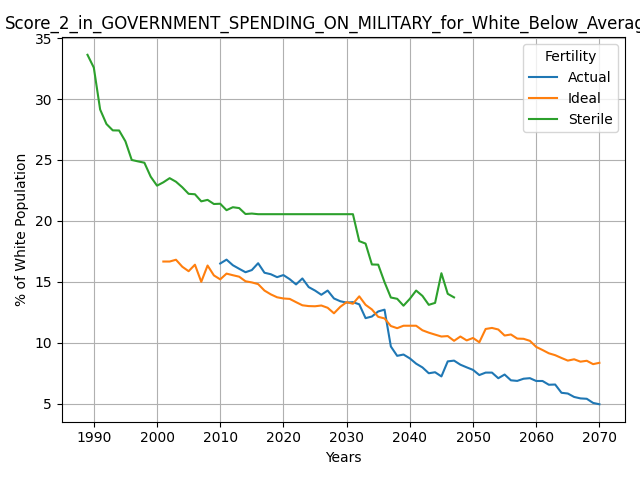 Score_2_in_GOVERNMENT_SPENDING_ON_MILITARY_for_White_Below_Averag
Fertility
Actual
Ideal
Sterile
% of White Population
35
30
25
20
15
10
5
1990 2000 2010 2020 2030 2040 2050 2060 2070
Years